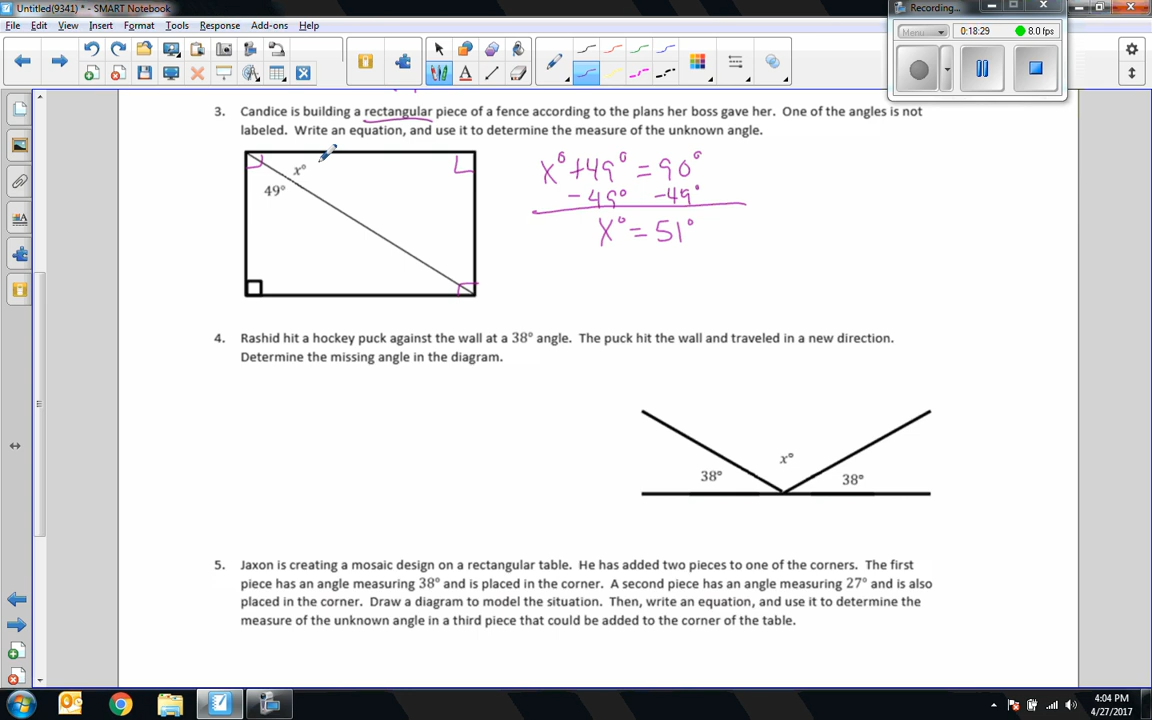 Untitled(9341) * - SMART Notebook
Recording...
File Edit View Insert Format Tools Response Add-ons Help
Menu 0:18:29 8.0 fps
3. Candice is building a rectangular piece of a fence according to the plans her boss gave her. One of the angles is not
labeled. Write an equation, and use it to determine the measure of the unknown angle.
x°
49°
x° + 49° = 90°
- 49° - 49°
x° = 51°
4. Rashid hit a hockey puck against the wall at a 38° angle. The puck hit the wall and traveled in a new direction.
Determine the missing angle in the diagram.
x°
38° 38°
5. Jaxon is creating a mosaic design on a rectangular table. He has added two pieces to one of the corners. The first
piece has an angle measuring 38° and is placed in the corner. A second piece has an angle measuring 27° and is also
placed in the corner. Draw a diagram to model the situation. Then, write an equation, and use it to determine the
measure of the unknown angle in a third piece that could be added to the corner of the table.
4:04 PM
4/27/2017